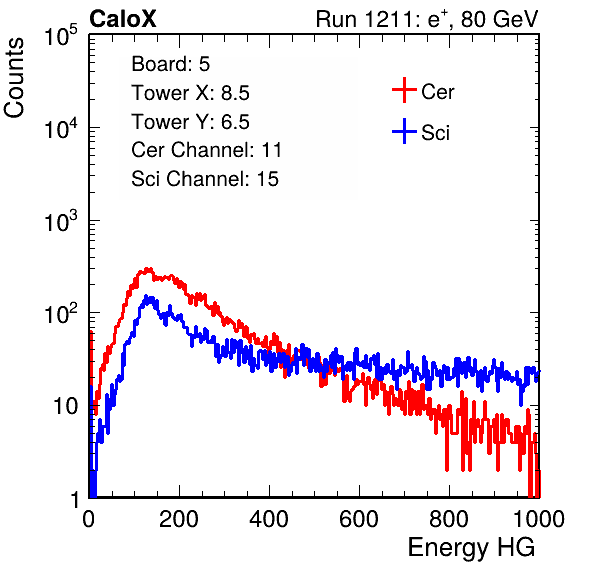 CaloX Run 1211: e⁺, 80 GeV
Counts
10⁵
10⁴
10³
10²
10
1
Board: 5
Tower X: 8.5
Tower Y: 6.5
Cer Channel: 11
Sci Channel: 15
Cer
Sci
0 200 400 600 800 1000
Energy HG